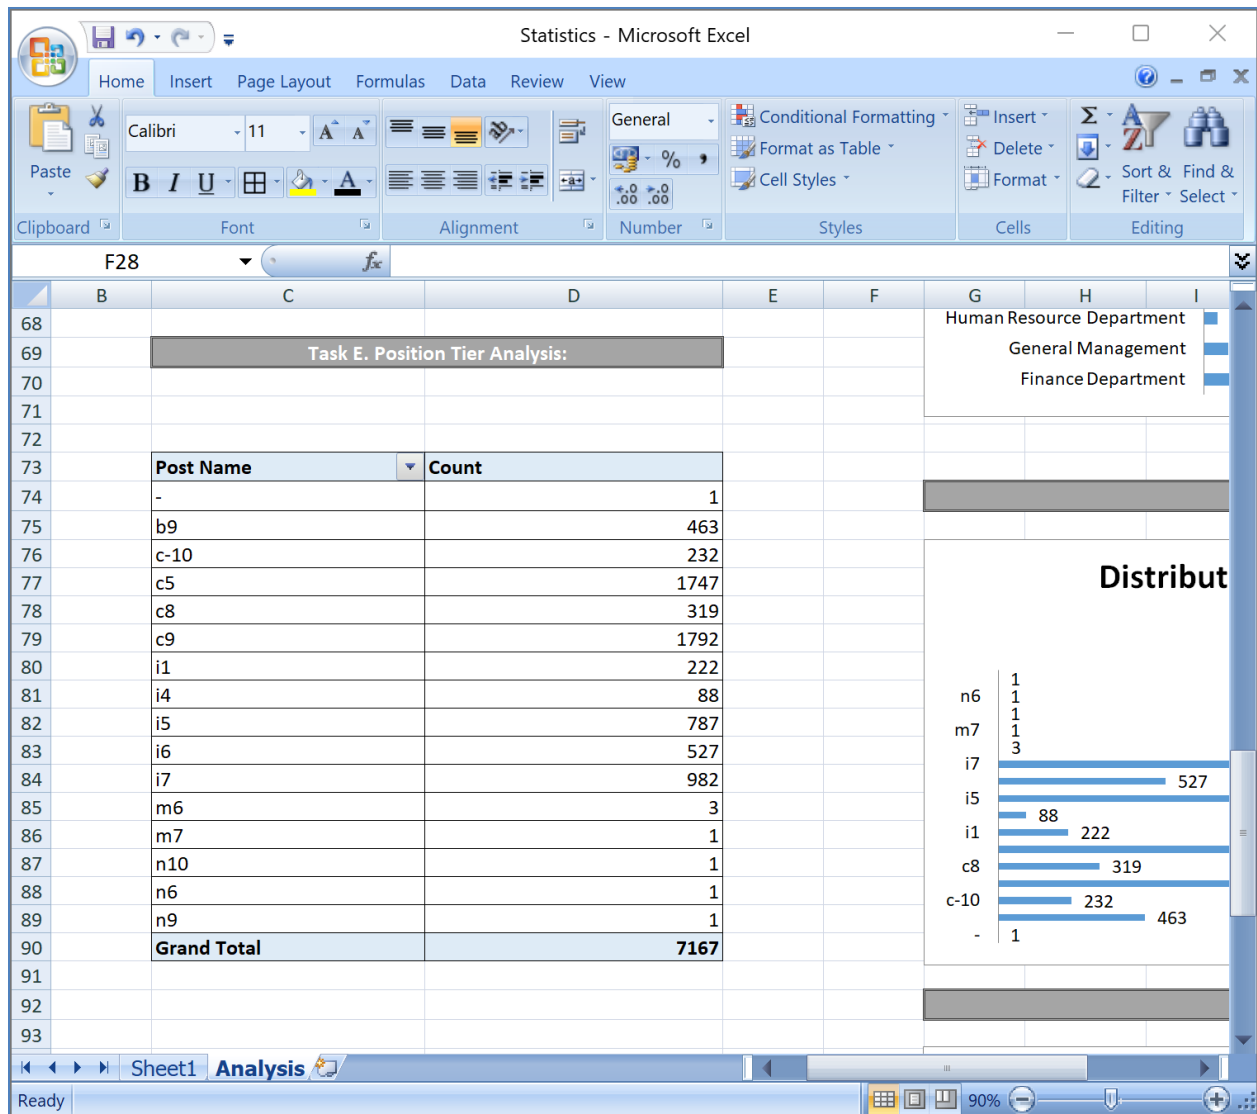 Statistics - Microsoft Excel
Home Insert Page Layout Formulas Data Review View
Paste
Calibri 11 A A
B I U A
General
% ,
.0 .00 .00 .0
Conditional Formatting
Format as Table
Cell Styles
Insert
Delete
Format
Σ
A Z
Sort & Filter
Find & Select
Clipboard Font Alignment Number Styles Cells Editing
F28 fx
B C D E F G H I
68 Human Resource Department
69 Task E. Position Tier Analysis: General Management
70 Finance Department
71
72
73 Post Name Count
74 - 1
75 b9 463
76 c-10 232
77 c5 1747
78 c8 319
79 c9 1792
80 i1 222
81 i4 88
82 i5 787
83 i6 527
84 i7 982
85 m6 3
86 m7 1
87 n10 1
88 n6 1
89 n9 1
90 Grand Total 7167
91
92
93
Distribut
1
n6 1
1
m7 1
3
i7
527
i5
88
i1 222
c8 319
c-10 232
463
- 1
Sheet1 Analysis
Ready 90%